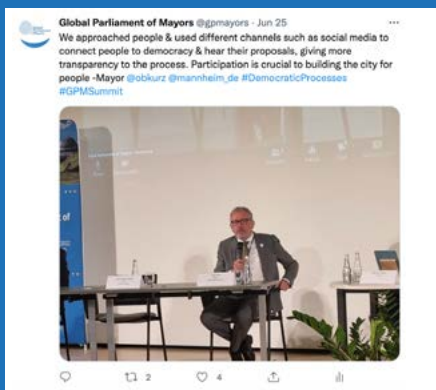 Global Parliament of Mayors @gpmayors · Jun 25
We approached people & used different channels such as social media to
connect people to democracy & hear their proposals, giving more
transparency to the process. Participation is crucial to building the city for
people -Mayor @obkurz @mannheim_de #DemocraticProcesses
#GPMSummit
2
4